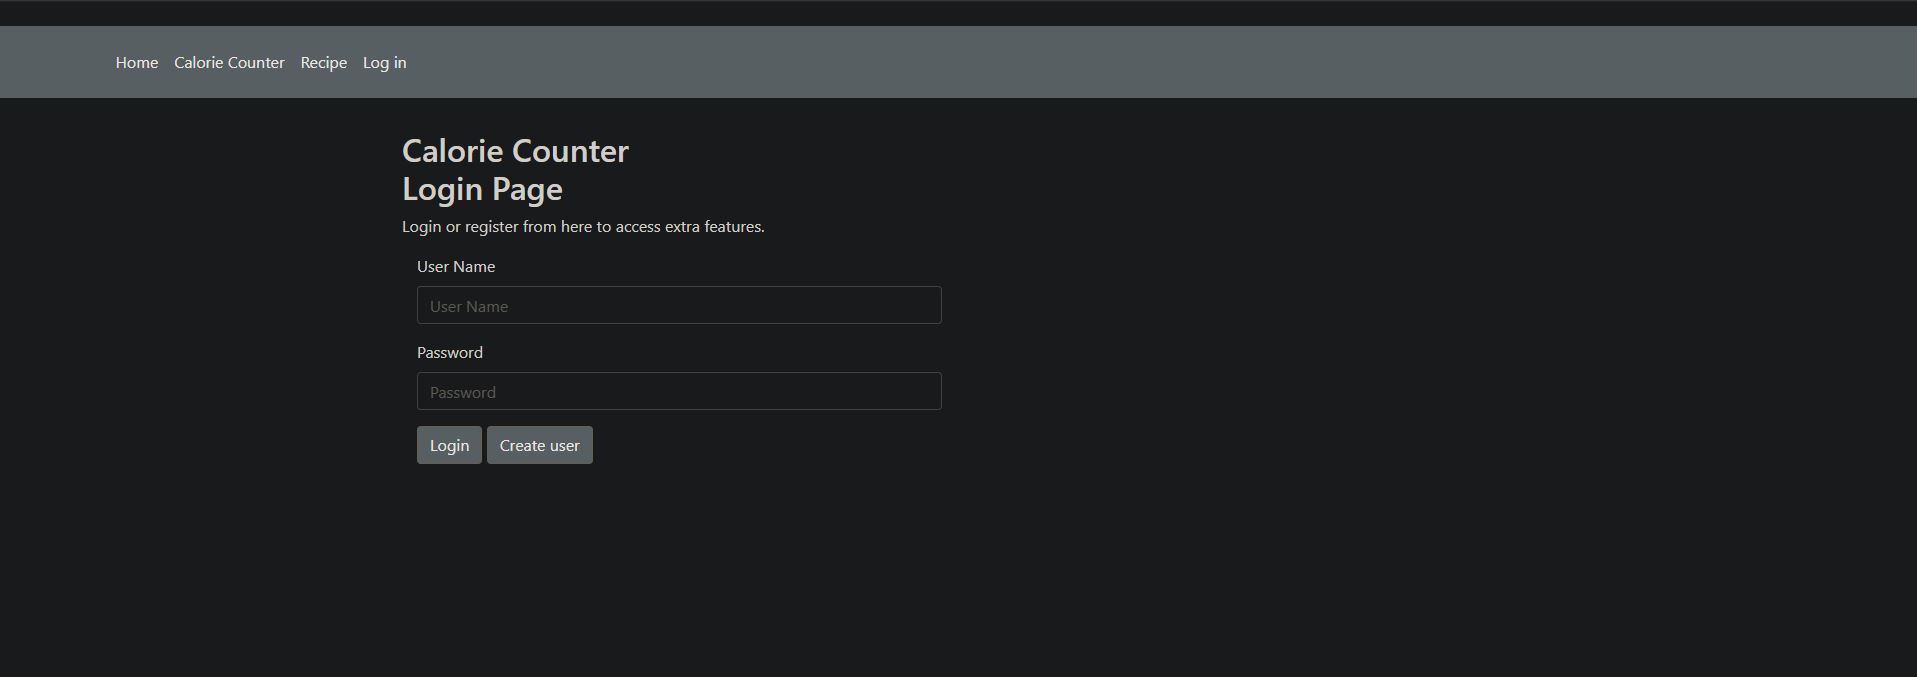 Home Calorie Counter Recipe Log in
Calorie Counter
Login Page
Login or register from here to access extra features.
User Name
User Name
Password
Password
Login Create user